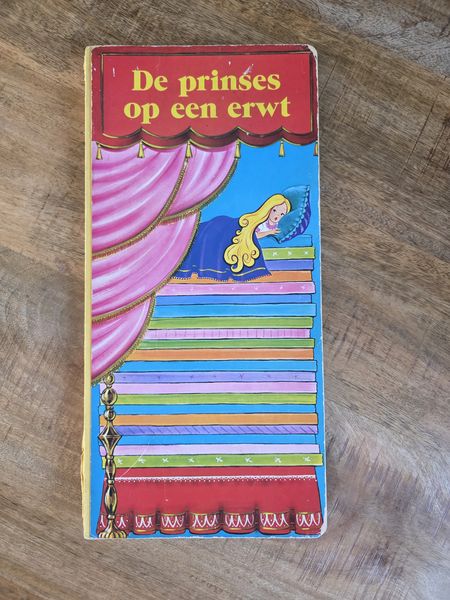 De prinses
op een erwt